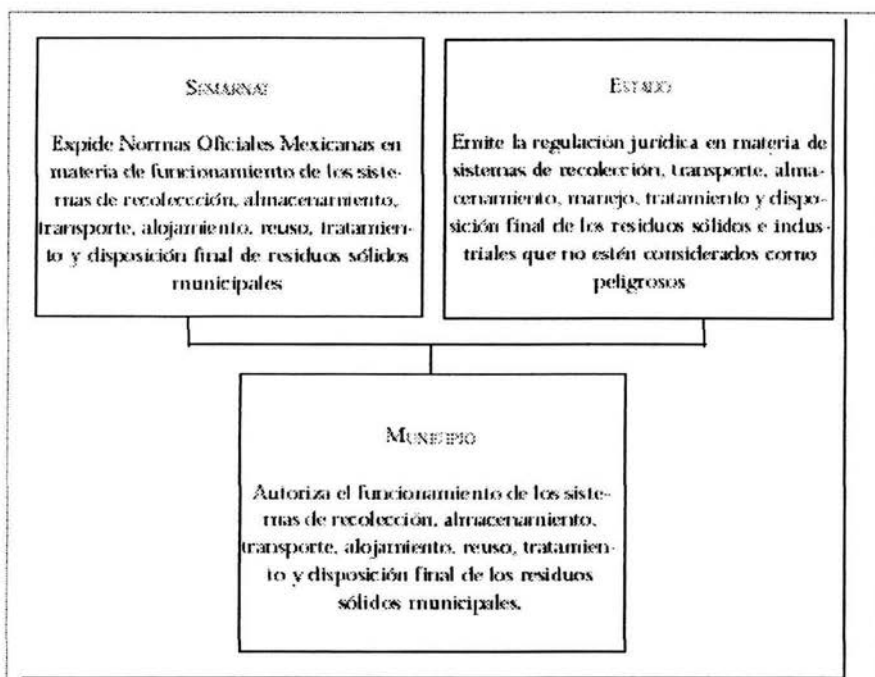 SEMARNAT
Expide Normas Oficiales Mexicanas en
materia de funcionamiento de los siste-
mas de recolección, almacenamiento,
transporte, alojamiento, reuso, tratamien-
to y disposición final de residuos sólidos
municipales
ESTADO
Emite la regulación jurídica en materia de
sistemas de recolección, transporte, alma-
cenamiento, manejo, tratamiento y dispo-
sición final de los residuos sólidos e indus-
triales que no estén considerados como
peligrosos
MUNICIPIO
Autoriza el funcionamiento de los siste-
mas de recolección, almacenamiento,
transporte, alojamiento, reuso, tratamien-
to y disposición final de los residuos
sólidos municipales.